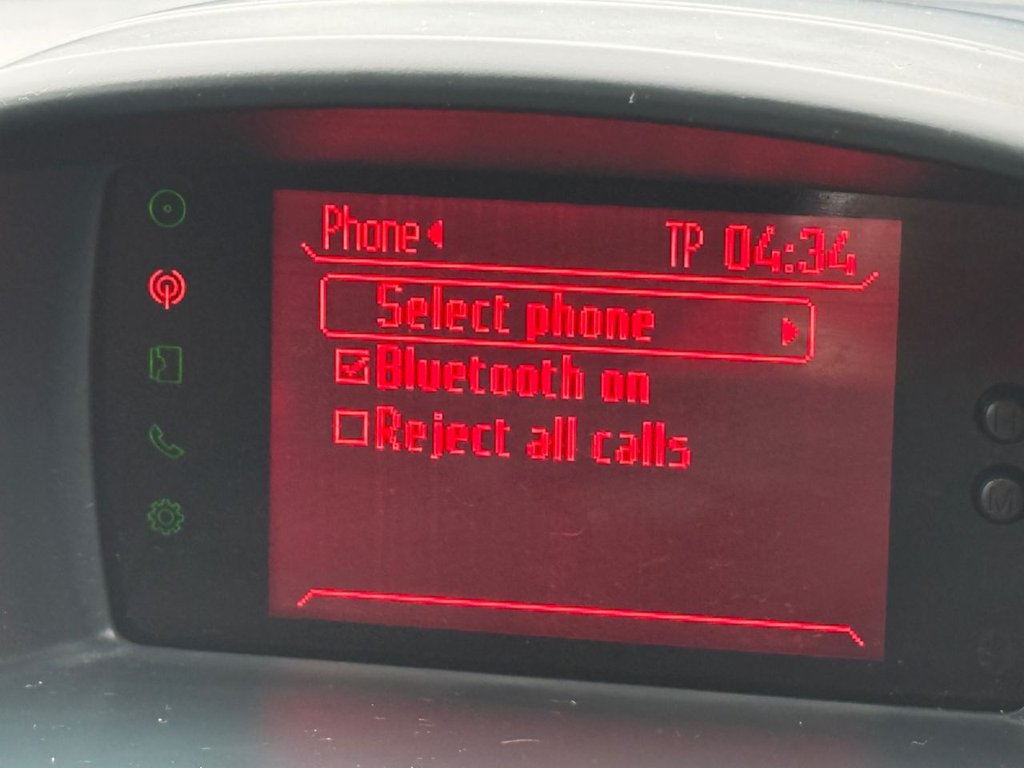 Phone TP 04:34
Select phone
Bluetooth on
Reject all calls
H
M